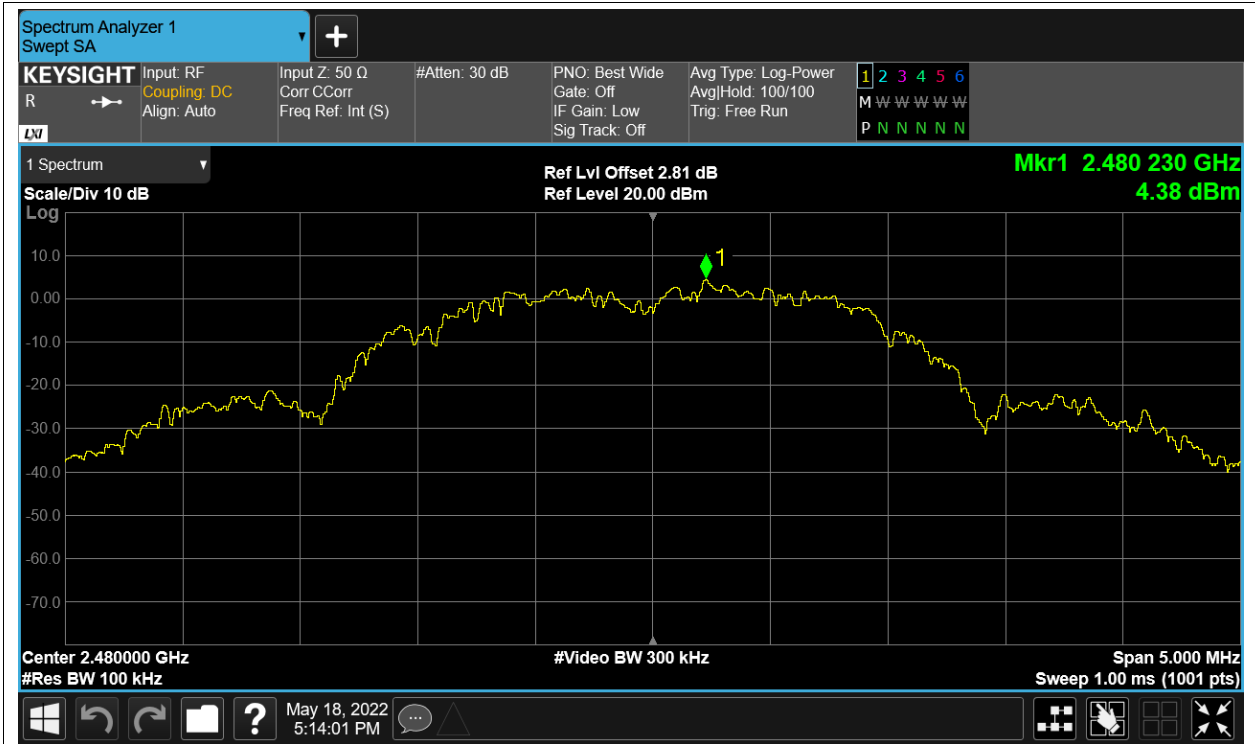 Spectrum Analyzer 1
Swept SA
KEYSIGHT
R
LXI
Input: RF
Coupling: DC
Align: Auto
Input Z: 50 Ω
Corr CCorr
Freq Ref: Int (S)
#Atten: 30 dB
PNO: Best Wide
Gate: Off
IF Gain: Low
Sig Track: Off
Avg Type: Log-Power
Avg|Hold: 100/100
Trig: Free Run
1 2 3 4 5 6
M W W W W W
P N N N N N
1 Spectrum
Scale/Div 10 dB
Log
Ref Lvl Offset 2.81 dB
Ref Level 20.00 dBm
Mkr1 2.480 230 GHz
4.38 dBm
1
10.0
0.00
-10.0
-20.0
-30.0
-40.0
-50.0
-60.0
-70.0
Center 2.480000 GHz
#Res BW 100 kHz
#Video BW 300 kHz
Span 5.000 MHz
Sweep 1.00 ms (1001 pts)
?
May 18, 2022
5:14:01 PM